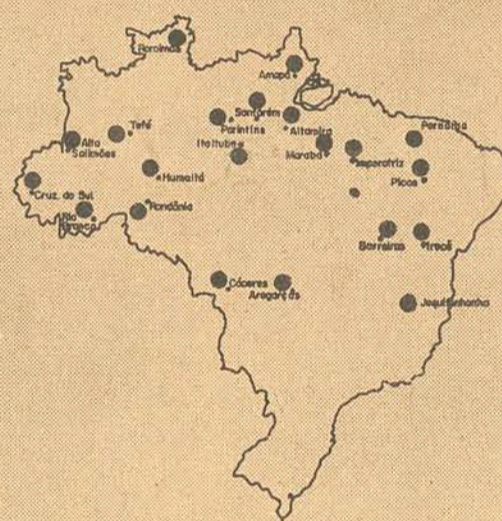 Roraima
Amapá
Santarém
Parintins
Altamira
Itaituba
Marabá
Imperatriz
Parnaíba
Picos
Tefé
Alto
Solimões
Humaitá
Cruz. do Sul
Rio
Branco
Rondônia
Barreiras
Irecê
Cáceres
Aragarças
Jequitinhonha